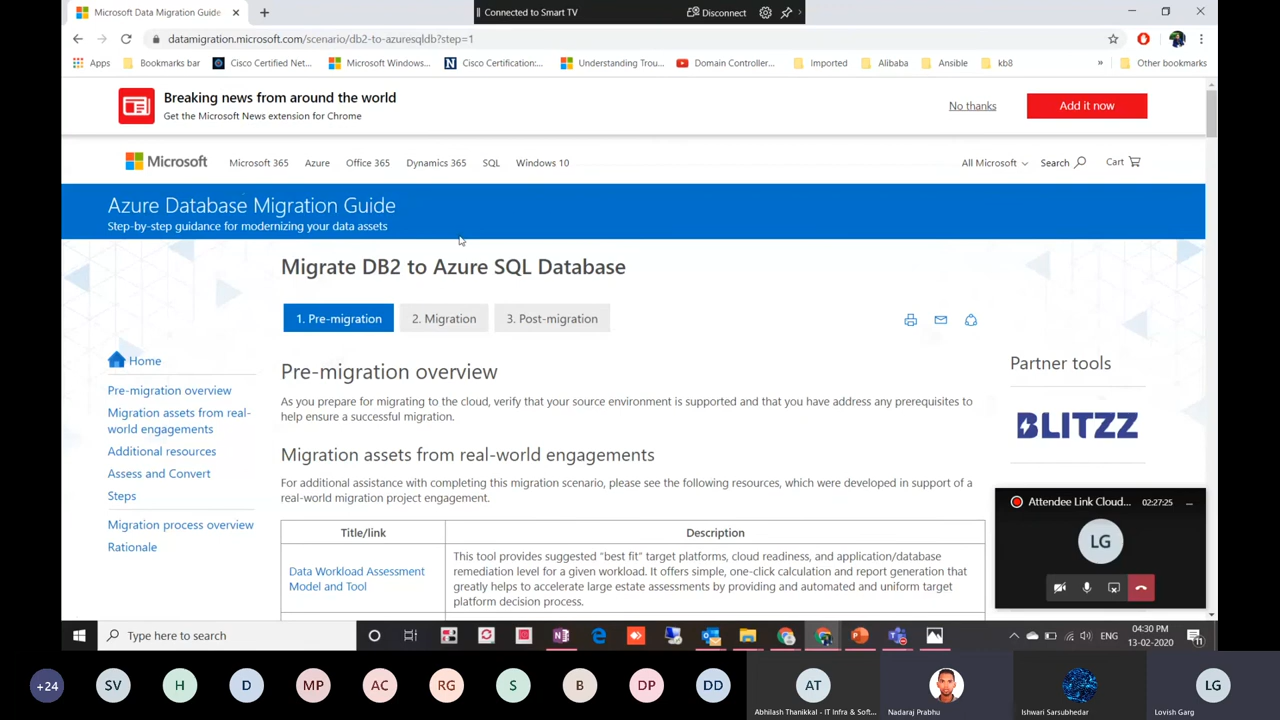 Microsoft Data Migration Guide
Connected to Smart TV
Disconnect
datamigration.microsoft.com/scenario/db2-to-azuresqldb?step=1
Apps
Bookmarks bar
Cisco Certified Net...
Microsoft Windows...
Cisco Certification:...
Understanding Trou...
Domain Controller...
Imported
Alibaba
Ansible
kb8
»
Other bookmarks
Breaking news from around the world
Get the Microsoft News extension for Chrome
No thanks
Add it now
Microsoft
Microsoft 365
Azure
Office 365
Dynamics 365
SQL
Windows 10
All Microsoft
Search
Cart
Azure Database Migration Guide
Step-by-step guidance for modernizing your data assets
Migrate DB2 to Azure SQL Database
1. Pre-migration
2. Migration
3. Post-migration
Home
Pre-migration overview
Migration assets from real-
world engagements
Additional resources
Assess and Convert
Steps
Migration process overview
Rationale
Pre-migration overview
As you prepare for migrating to the cloud, verify that your source environment is supported and that you have address any prerequisites to
help ensure a successful migration.
Migration assets from real-world engagements
For additional assistance with completing this migration scenario, please see the following resources, which were developed in support of a
real-world migration project engagement.
Title/link
Description
Data Workload Assessment
Model and Tool
This tool provides suggested "best fit" target platforms, cloud readiness, and application/database
remediation level for a given workload. It offers simple, one-click calculation and report generation that
greatly helps to accelerate large estate assessments by providing and automated and uniform target
platform decision process.
Partner tools
BLITZZ
Attendee Link Cloud...
02:27:25
LG
Type here to search
ENG
04:30 PM
13-02-2020
11
+24
SV
H
D
MP
AC
RG
S
B
DP
DD
AT
LG
Abhilash Thanikkal - IT Infra & Soft...
Nadaraj Prabhu
Ishwari Sarsubhedar
Lovish Garg